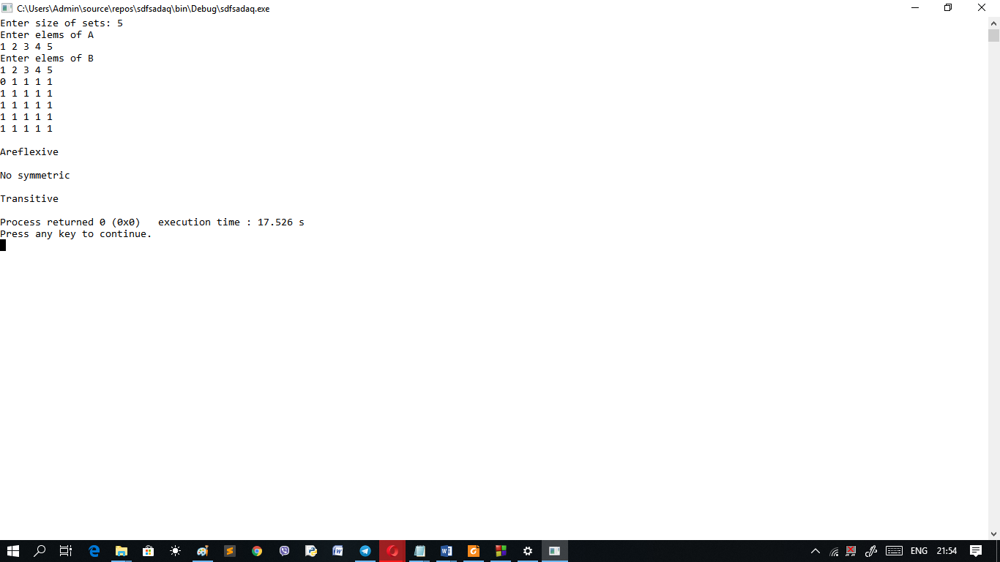 C:\Users\Admin\source\repos\sdfsadaq\bin\Debug\sdfsadaq.exe
Enter size of sets: 5
Enter elems of A
1 2 3 4 5
Enter elems of B
1 2 3 4 5
0 1 1 1 1
1 1 1 1 1
1 1 1 1 1
1 1 1 1 1
1 1 1 1 1
Areflexive
No symmetric
Transitive
Process returned 0 (0x0)   execution time : 17.526 s
Press any key to continue.
ENG 21:54